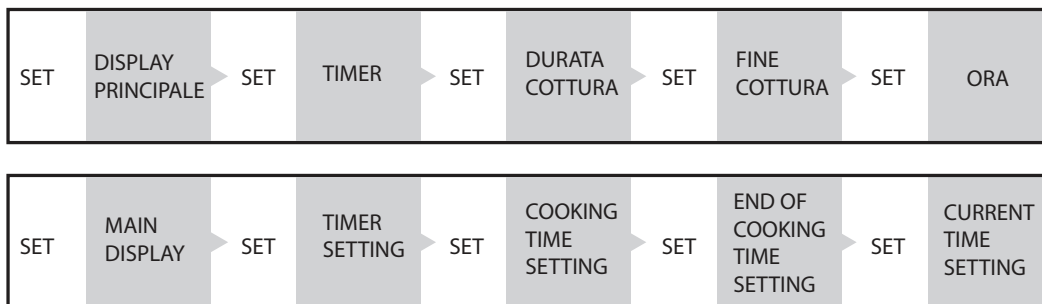 SET DISPLAY PRINCIPALE SET TIMER SET DURATA COTTURA SET FINE COTTURA SET ORA
SET MAIN DISPLAY SET TIMER SETTING SET COOKING TIME SETTING SET END OF COOKING TIME SETTING SET CURRENT TIME SETTING